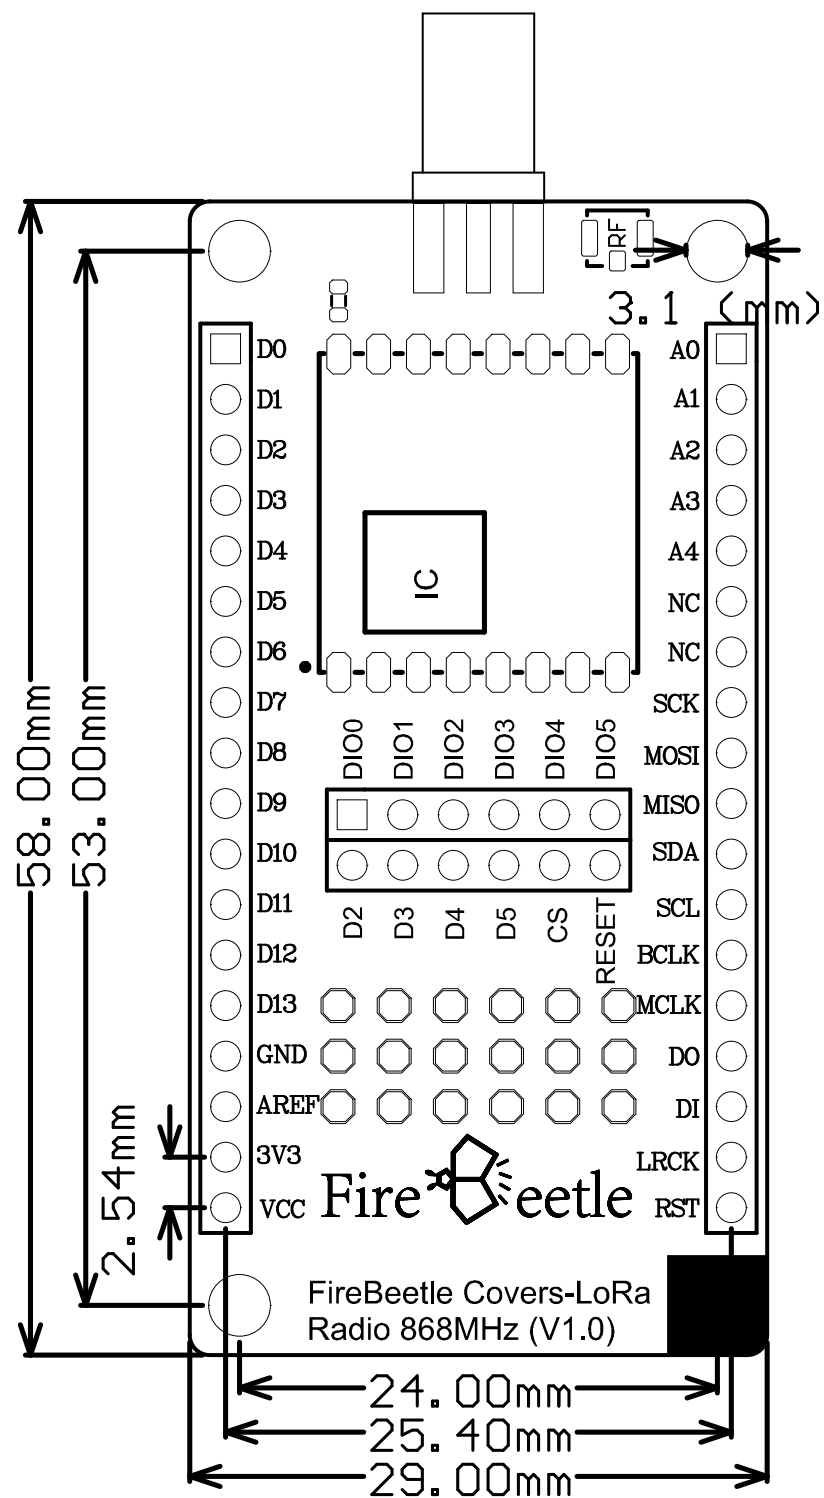 RF
3.1 (mm)
D0
D1
D2
D3
D4
D5
D6
D7
D8
D9
D10
D11
D12
D13
GND
AREF
3V3
VCC
A0
A1
A2
A3
A4
NC
NC
SCK
MOSI
MISO
SDA
SCL
BCLK
MCLK
DO
DI
LRCK
RST
IC
DIO0
DIO1
DIO2
DIO3
DIO4
DIO5
D2
D3
D4
D5
CS
RESET
58.00mm
53.00mm
2.54mm
Fire eetle
FireBeetle Covers-LoRa
Radio 868MHz (V1.0)
24.00mm
25.40mm
29.00mm